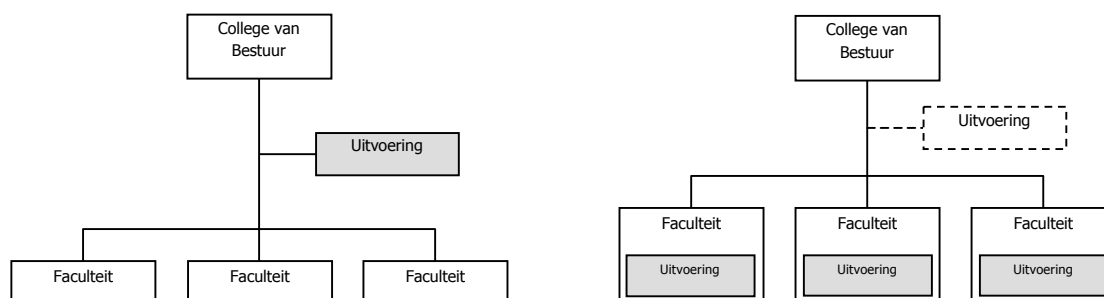 College van
Bestuur
Uitvoering
Faculteit
Faculteit
Faculteit
College van
Bestuur
Uitvoering
Faculteit
Faculteit
Faculteit
Uitvoering
Uitvoering
Uitvoering